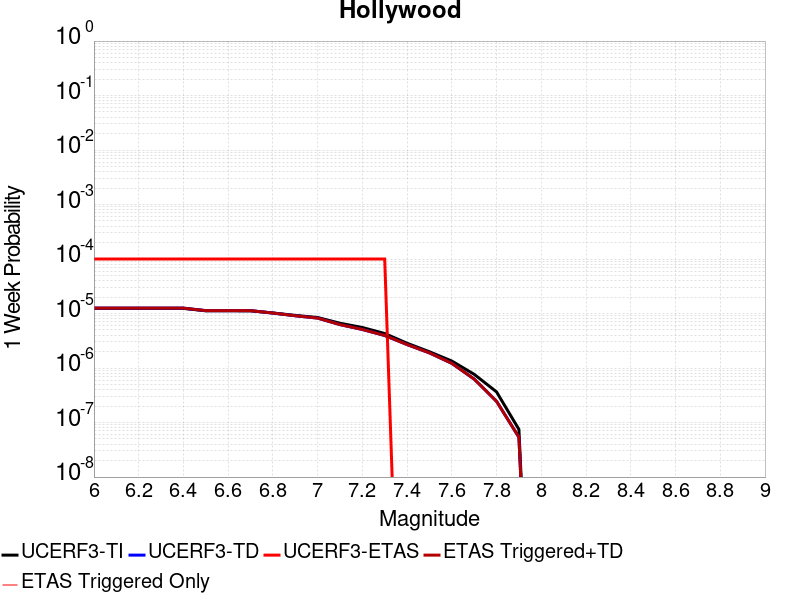 Hollywood
10^0
10^-1
10^-2
10^-3
10^-4
10^-5
10^-6
10^-7
10^-8
1 Week Probability
6 6.2 6.4 6.6 6.8 7 7.2 7.4 7.6 7.8 8 8.2 8.4 8.6 8.8 9
Magnitude
UCERF3-TI UCERF3-TD UCERF3-ETAS ETAS Triggered+TD
ETAS Triggered Only